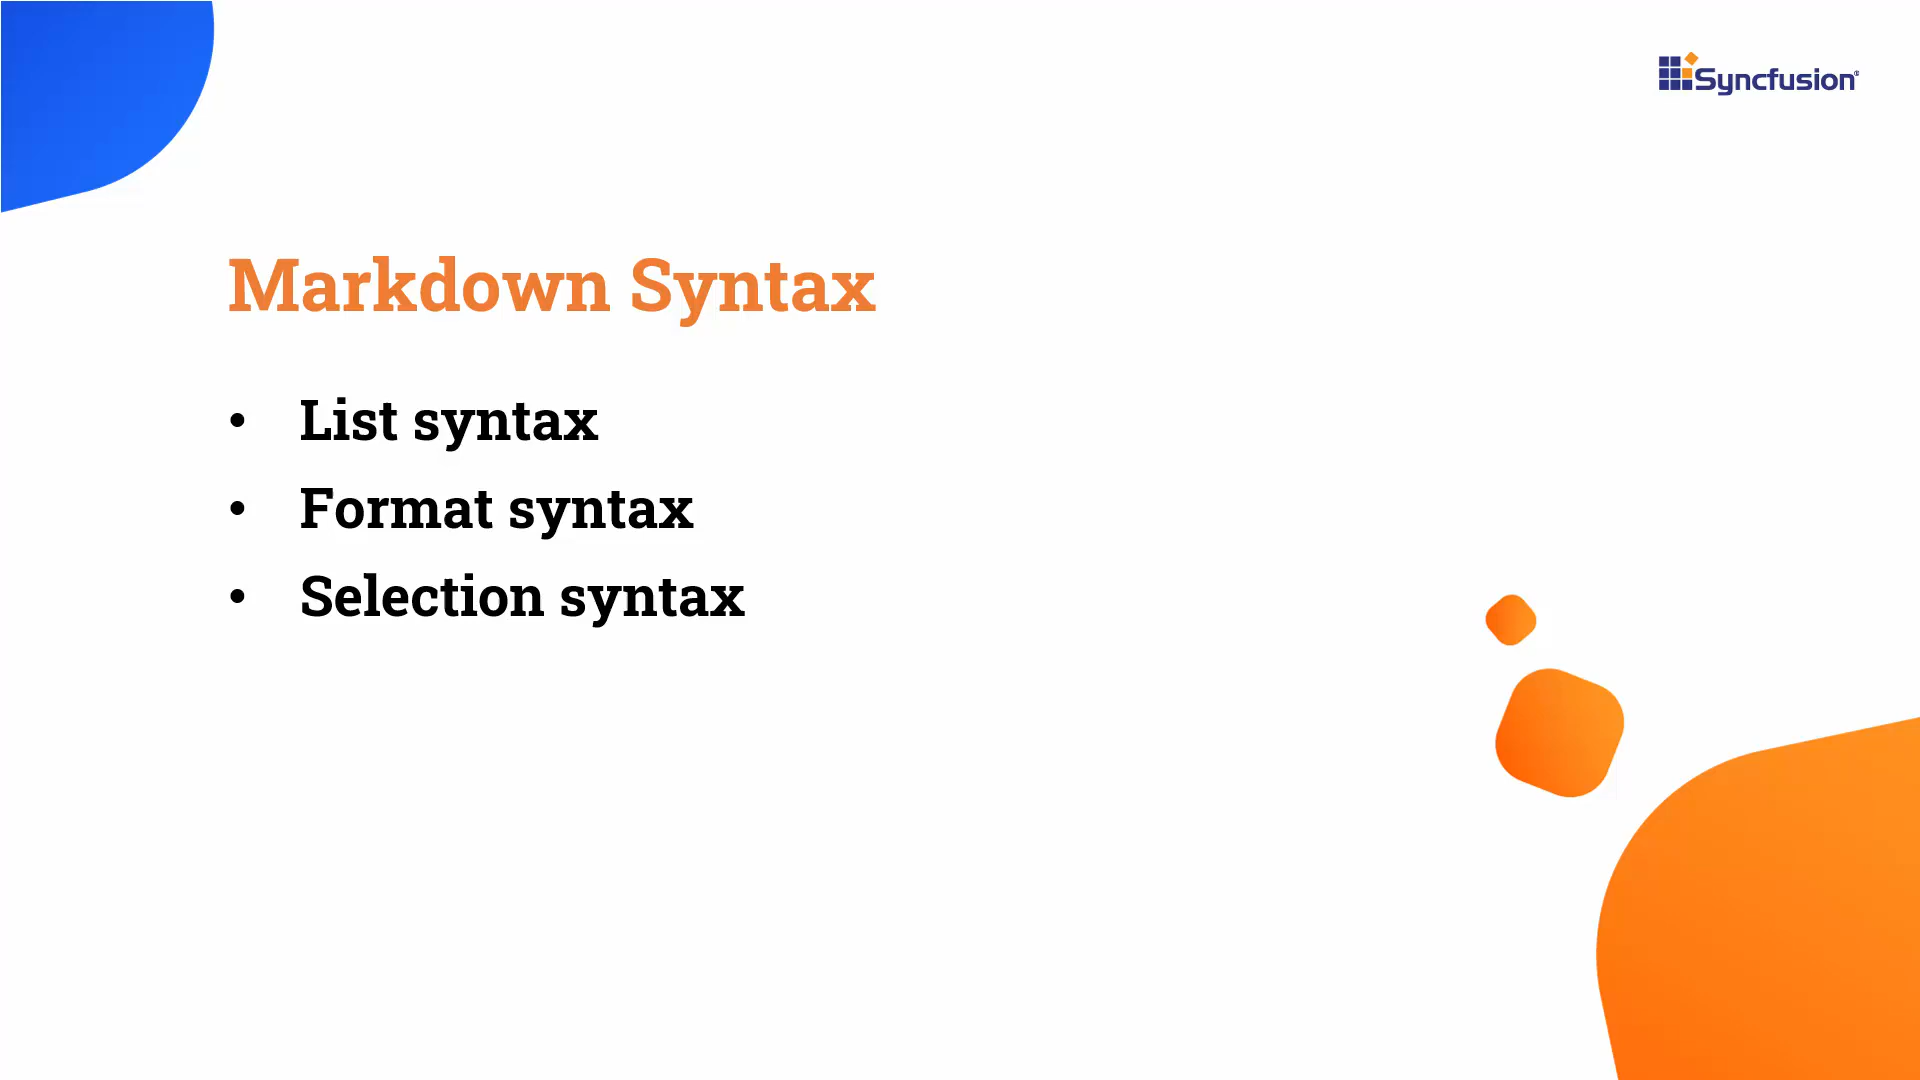 Syncfusion®
Markdown Syntax
• List syntax
• Format syntax
• Selection syntax